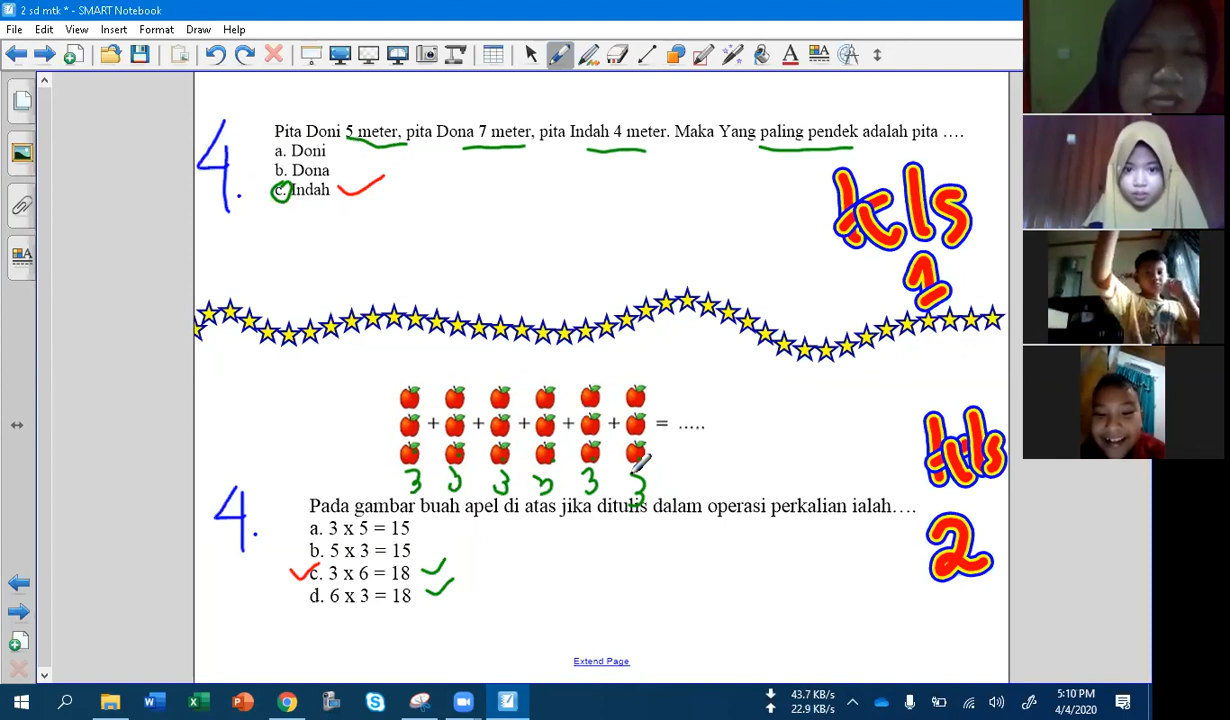 2 sd mtk * - SMART Notebook
File Edit View Insert Format Draw Help
4.
Pita Doni 5 meter, pita Dona 7 meter, pita Indah 4 meter. Maka Yang paling pendek adalah pita ….
a. Doni
b. Dona
c. Indah
kls
1
+ + + + + = .....
3 3 3 3 3 3
kls
2
4.
Pada gambar buah apel di atas jika ditulis dalam operasi perkalian ialah….
a. 3 x 5 = 15
b. 5 x 3 = 15
c. 3 x 6 = 18
d. 6 x 3 = 18
Extend Page
43.7 KB/s
22.9 KB/s
5:10 PM
4/4/2020